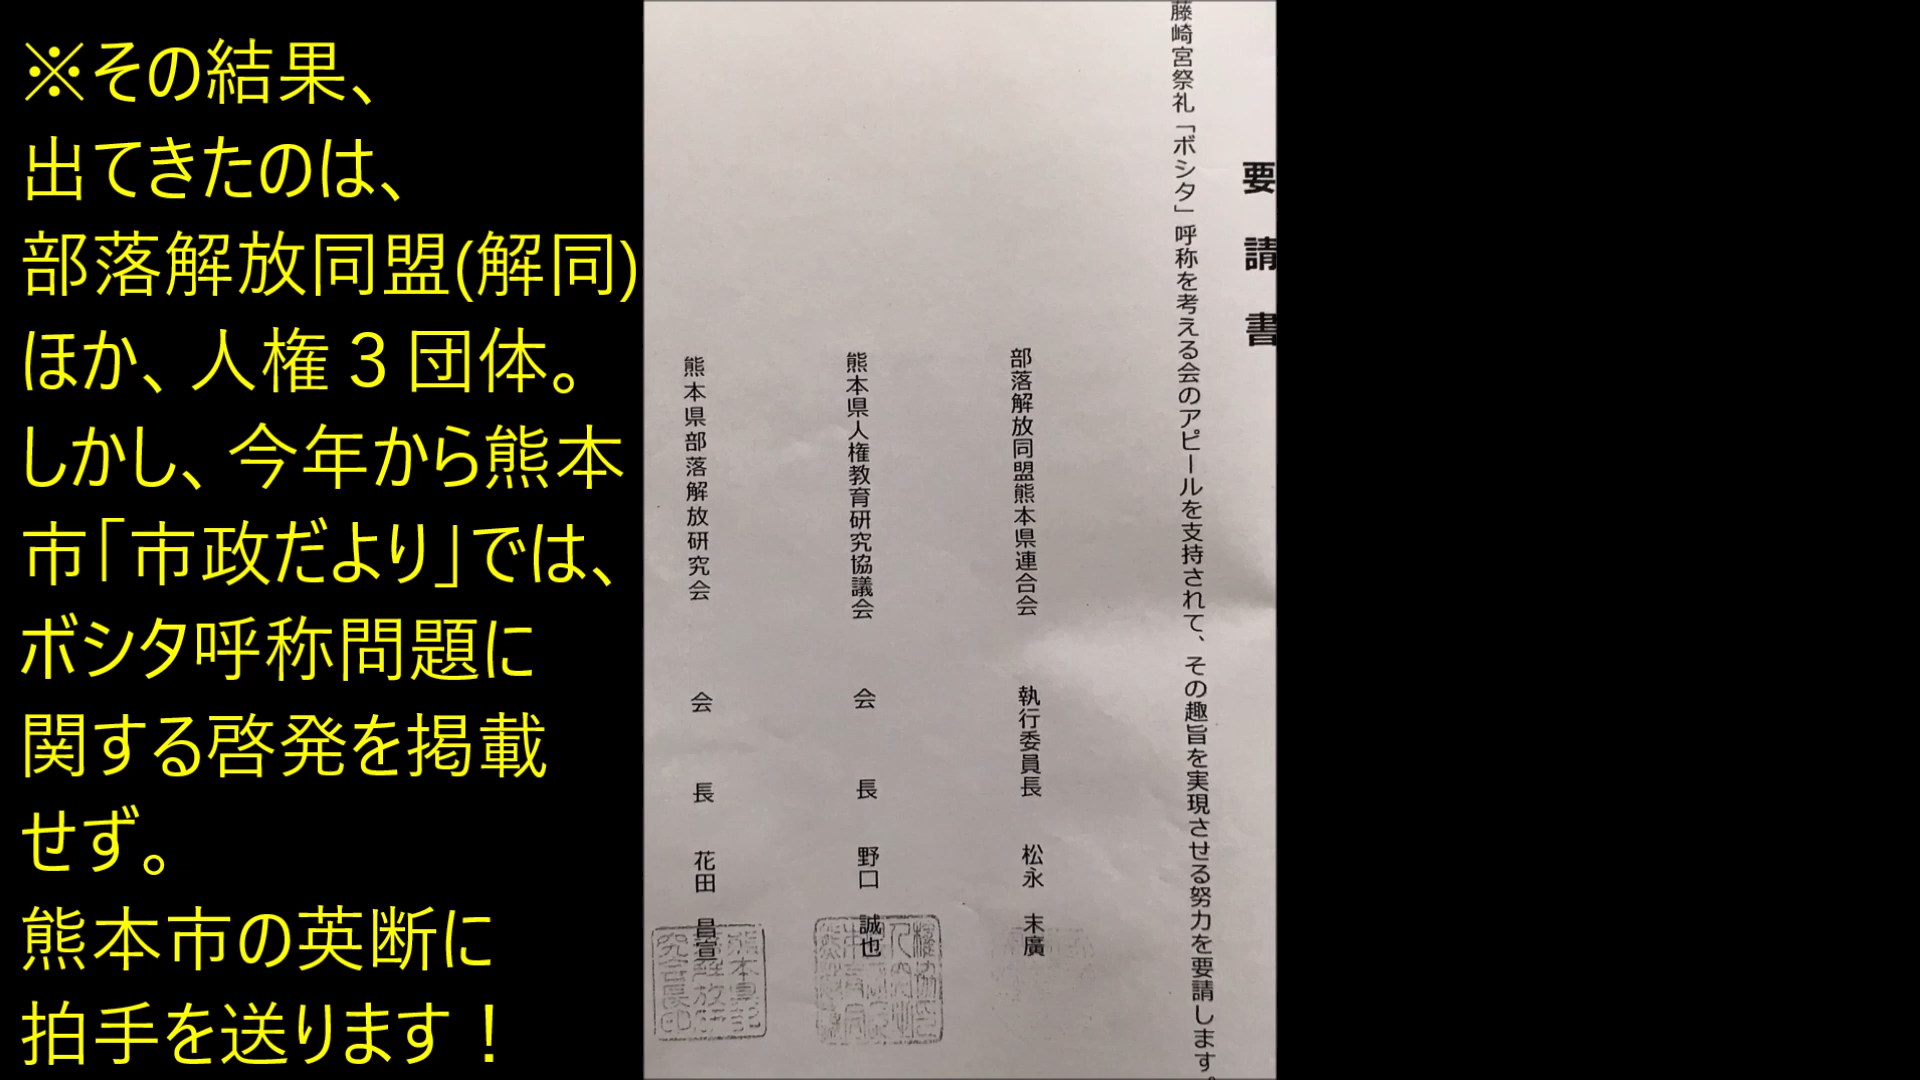 ※その結果、
出てきたのは、
部落解放同盟(解同)
ほか、人権３団体。
しかし、今年から熊本
市｢市政だより｣では、
ボシタ呼称問題に
関する啓発を掲載
せず。
熊本市の英断に
拍手を送ります！
要請書
藤崎宮祭礼「ボシタ」呼称を考える会のアピールを支持されて、その趣旨を実現させる努力を要請します。
部落解放同盟熊本県連合会 執行委員長 松永 末廣
熊本県人権教育研究協議会 会長 野口 誠也
熊本県部落解放研究会 会長 花田 昌宣